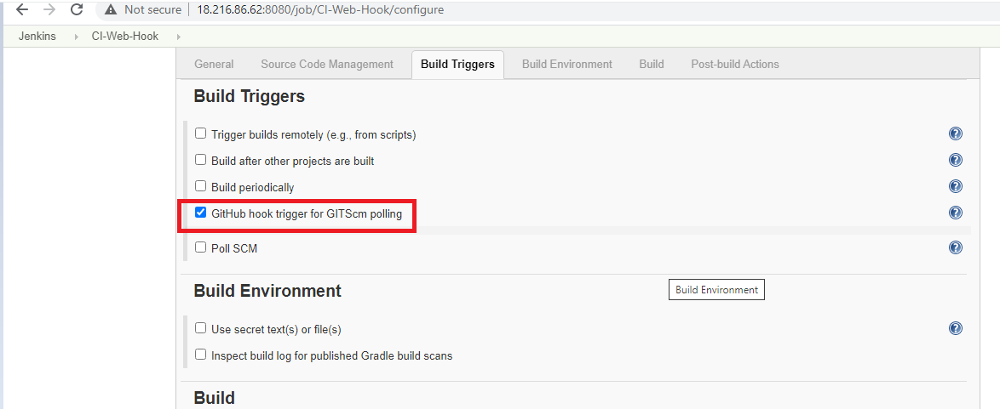 Not secure | 18.216.86.62:8080/job/CI-Web-Hook/configure
Jenkins CI-Web-Hook
General Source Code Management Build Triggers Build Environment Build Post-build Actions
Build Triggers
Trigger builds remotely (e.g., from scripts)
Build after other projects are built
Build periodically
GitHub hook trigger for GITScm polling
Poll SCM
Build Environment
Build Environment
Use secret text(s) or file(s)
Inspect build log for published Gradle build scans
Build